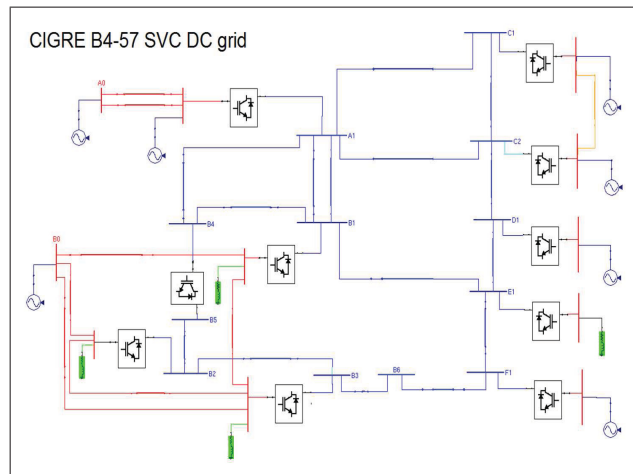 CIGRE B4-57 SVC DC grid
C1
A0
A1
C2
B4
B1
D1
B0
E1
B5
B2
B3
B6
F1